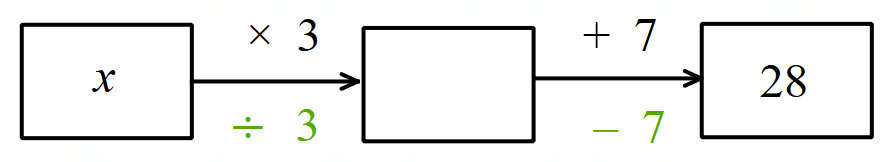 × 3 + 7
x 28
÷ 3 − 7